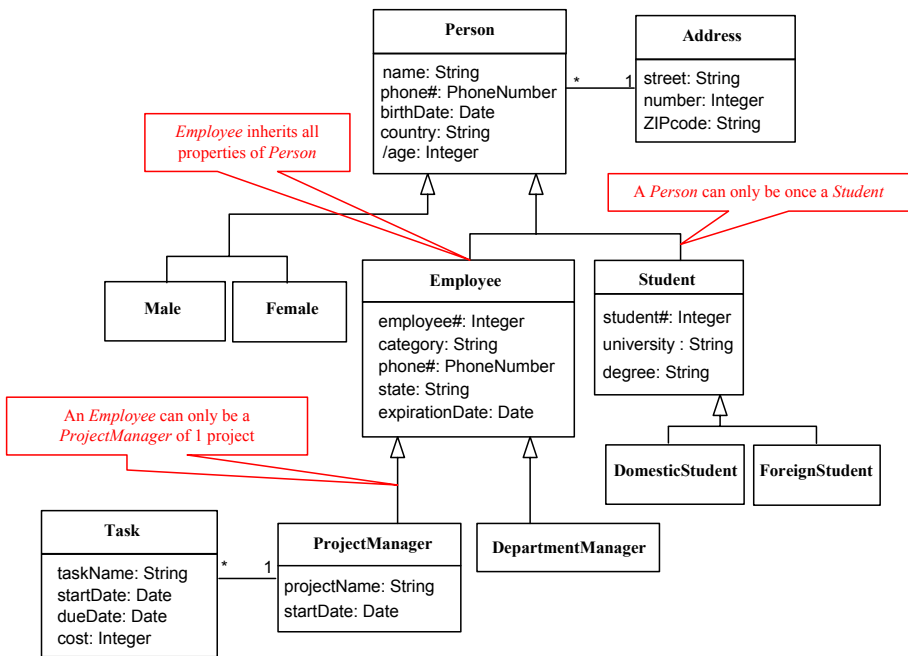 Person
name: String
phone#: PhoneNumber
birthDate: Date
country: String
/age: Integer
*
1
Address
street: String
number: Integer
ZIPcode: String
Employee inherits all
properties of Person
A Person can only be once a Student
Male
Female
Employee
employee#: Integer
category: String
phone#: PhoneNumber
state: String
expirationDate: Date
Student
student#: Integer
university : String
degree: String
An Employee can only be a
ProjectManager of 1 project
DomesticStudent
ForeignStudent
Task
taskName: String
startDate: Date
dueDate: Date
cost: Integer
*
1
ProjectManager
projectName: String
startDate: Date
DepartmentManager